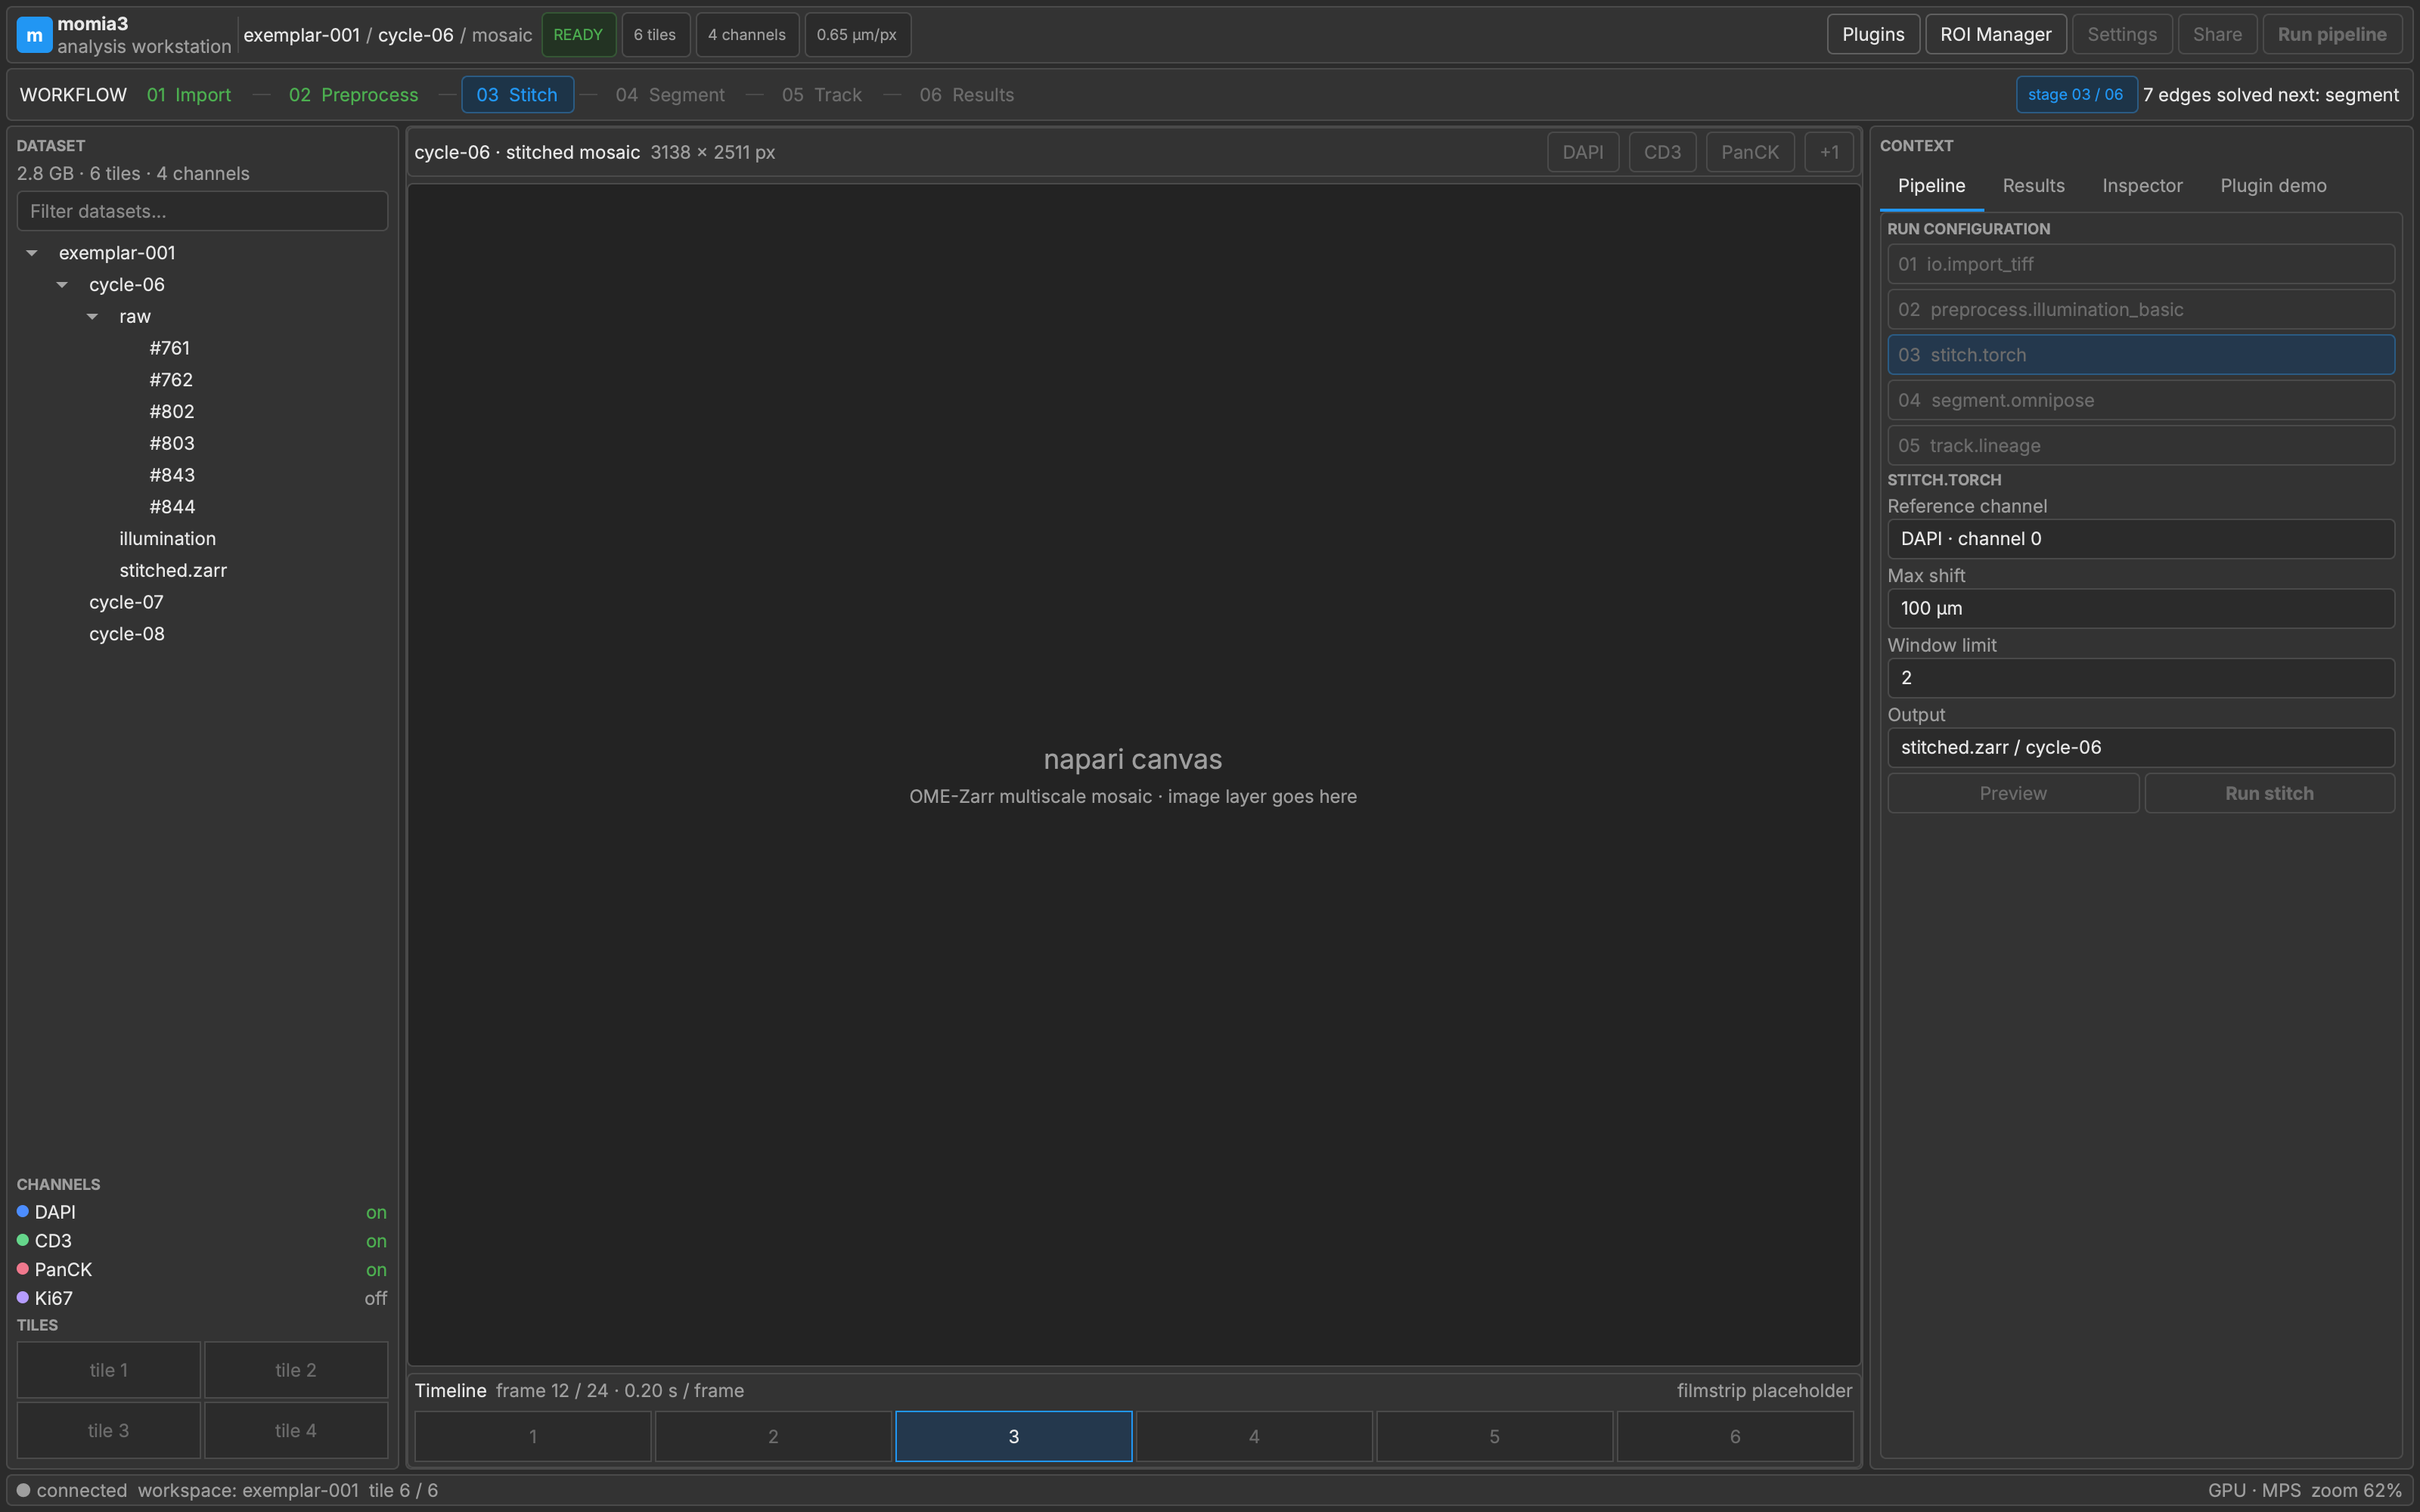 m momia3
analysis workstation
exemplar-001 / cycle-06 / mosaic READY 6 tiles 4 channels 0.65 µm/px
Plugins ROI Manager Settings Share Run pipeline
WORKFLOW 01 Import — 02 Preprocess — 03 Stitch — 04 Segment — 05 Track — 06 Results
stage 03 / 06 7 edges solved next: segment
DATASET
2.8 GB · 6 tiles · 4 channels
Filter datasets...
exemplar-001
cycle-06
raw
#761
#762
#802
#803
#843
#844
illumination
stitched.zarr
cycle-07
cycle-08
CHANNELS
DAPI on
CD3 on
PanCK on
Ki67 off
TILES
tile 1 tile 2
tile 3 tile 4
cycle-06 · stitched mosaic 3138 × 2511 px
DAPI CD3 PanCK +1
napari canvas
OME-Zarr multiscale mosaic · image layer goes here
Timeline frame 12 / 24 · 0.20 s / frame filmstrip placeholder
1 2 3 4 5 6
CONTEXT
Pipeline Results Inspector Plugin demo
RUN CONFIGURATION
01 io.import_tiff
02 preprocess.illumination_basic
03 stitch.torch
04 segment.omnipose
05 track.lineage
STITCH.TORCH
Reference channel
DAPI · channel 0
Max shift
100 µm
Window limit
2
Output
stitched.zarr / cycle-06
Preview Run stitch
connected workspace: exemplar-001 tile 6 / 6
GPU · MPS zoom 62%